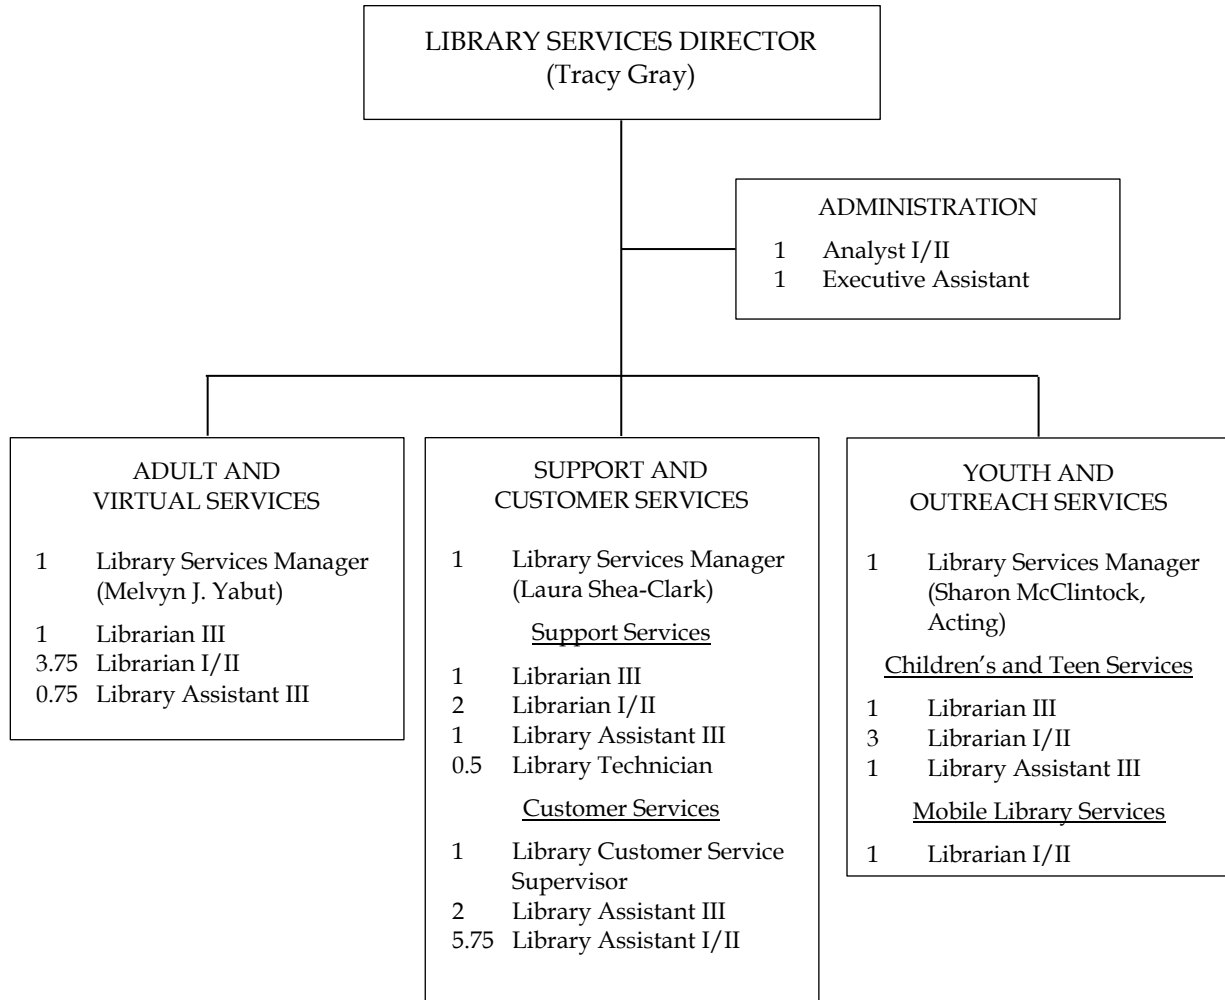 LIBRARY SERVICES DIRECTOR
(Tracy Gray)
ADMINISTRATION
1 Analyst I/II
1 Executive Assistant
ADULT AND
VIRTUAL SERVICES
1 Library Services Manager
(Melvyn J. Yabut)
1 Librarian III
3.75 Librarian I/II
0.75 Library Assistant III
SUPPORT AND
CUSTOMER SERVICES
1 Library Services Manager
(Laura Shea-Clark)
Support Services
1 Librarian III
2 Librarian I/II
1 Library Assistant III
0.5 Library Technician
Customer Services
1 Library Customer Service
Supervisor
2 Library Assistant III
5.75 Library Assistant I/II
YOUTH AND
OUTREACH SERVICES
1 Library Services Manager
(Sharon McClintock,
Acting)
Children’s and Teen Services
1 Librarian III
3 Librarian I/II
1 Library Assistant III
Mobile Library Services
1 Librarian I/II